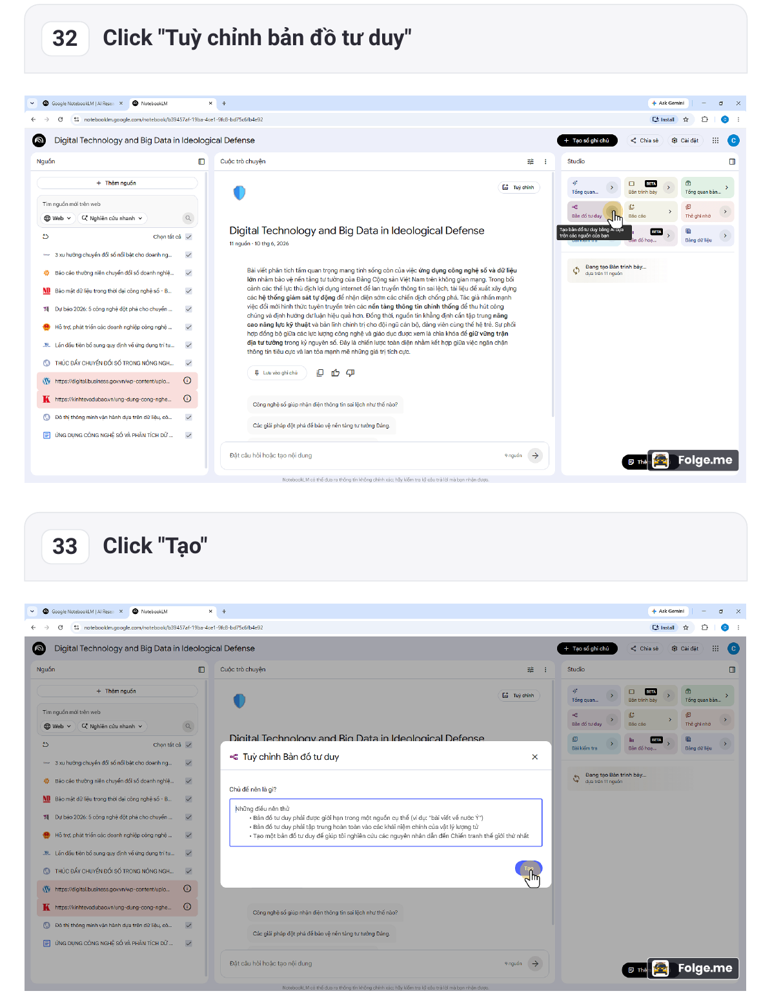 32 Click "Tuỳ chỉnh bản đồ tư duy"
Google NotebookLM | AI Resea
NotebookLM
Ask Gemini
notebooklm.google.com/notebook/b39457af-19ba-4ce1-9fc8-bd75c6fb4e92
Install
Digital Technology and Big Data in Ideological Defense
Tạo sổ ghi chú
Chia sẻ
Cài đặt
C
Nguồn
Thêm nguồn
Tìm nguồn mới trên web
Web
Nghiên cứu nhanh
Chọn tất cả
3 xu hướng chuyển đổi số nổi bật cho doanh ng...
Báo cáo thường niên chuyển đổi số doanh nghiệ...
Bảo mật dữ liệu trong thời đại công nghệ số - B...
Dự báo 2026: 5 công nghệ đột phá cho chuyển ...
Hỗ trợ, phát triển các doanh nghiệp công nghệ ...
Lần đầu tiên bổ sung quy định về ứng dụng trí tu...
THÚC ĐẨY CHUYỂN ĐỔI SỐ TRONG NÔNG NGH...
https://digital.business.gov.vn/wp-content/uplo...
https://kinhtevadubao.vn/ung-dung-cong-nghe...
Đô thị thông minh vận hành dựa trên dữ liệu, cô...
ỨNG DỤNG CÔNG NGHỆ SỐ VÀ PHÂN TÍCH DỮ ...
Cuộc trò chuyện
Tuỳ chỉnh
Digital Technology and Big Data in Ideological Defense
11 nguồn · 10 thg 6, 2026
Bài viết phân tích tầm quan trọng mang tính sống còn của việc ứng dụng công nghệ số và dữ liệu
lớn nhằm bảo vệ nền tảng tư tưởng của Đảng Cộng sản Việt Nam trên không gian mạng. Trong bối
cảnh các thế lực thù địch lợi dụng internet để lan truyền thông tin sai lệch, tài liệu đề xuất xây dựng
các hệ thống giám sát tự động để nhận diện sớm các chiến dịch chống phá. Tác giả nhấn mạnh
việc đổi mới hình thức tuyên truyền trên các nền tảng thông tin chính thống để thu hút công
chúng và định hướng dư luận hiệu quả hơn. Đồng thời, nguồn tin khẳng định cần tập trung nâng
cao năng lực kỹ thuật và bản lĩnh chính trị cho đội ngũ cán bộ, đảng viên cùng thế hệ trẻ. Sự phối
hợp đồng bộ giữa các lực lượng công nghệ và giáo dục được xem là chìa khóa để giữ vững trận
địa tư tưởng trong kỷ nguyên số. Đây là chiến lược toàn diện nhằm kết hợp giữa việc ngăn chặn
thông tin tiêu cực và lan tỏa mạnh mẽ những giá trị tích cực.
Lưu vào ghi chú
Công nghệ số giúp nhận diện thông tin sai lệch như thế nào?
Các giải pháp đột phá để bảo vệ nền tảng tư tưởng Đảng.
Đặt câu hỏi hoặc tạo nội dung
9 nguồn
NotebookLM có thể đưa ra thông tin không chính xác; hãy kiểm tra kỹ câu trả lời mà bạn nhận được.
Studio
Tổng quan...
BETA
Bản trình bày
Tổng quan bằn...
Bản đồ tư duy
Báo cáo
Thẻ ghi nhớ
Tạo bản đồ tư duy bằng AI dựa
trên các nguồn của bạn
Bài kiểm tra
BETA
Bản đồ hoạ...
Bảng dữ liệu
Đang tạo Bản trình bày...
dựa trên 11 nguồn
Thê
Folge.me
33 Click "Tạo"
Google NotebookLM | AI Resea
NotebookLM
Ask Gemini
notebooklm.google.com/notebook/b39457af-19ba-4ce1-9fc8-bd75c6fb4e92
Install
Digital Technology and Big Data in Ideological Defense
Tạo sổ ghi chú
Chia sẻ
Cài đặt
C
Nguồn
Thêm nguồn
Tìm nguồn mới trên web
Web
Nghiên cứu nhanh
Chọn tất cả
3 xu hướng chuyển đổi số nổi bật cho doanh ng...
Báo cáo thường niên chuyển đổi số doanh nghiệ...
Bảo mật dữ liệu trong thời đại công nghệ số - B...
Dự báo 2026: 5 công nghệ đột phá cho chuyển ...
Hỗ trợ, phát triển các doanh nghiệp công nghệ ...
Lần đầu tiên bổ sung quy định về ứng dụng trí tu...
THÚC ĐẨY CHUYỂN ĐỔI SỐ TRONG NÔNG NGH...
https://digital.business.gov.vn/wp-content/uplo...
https://kinhtevadubao.vn/ung-dung-cong-nghe...
Đô thị thông minh vận hành dựa trên dữ liệu, cô...
ỨNG DỤNG CÔNG NGHỆ SỐ VÀ PHÂN TÍCH DỮ ...
Cuộc trò chuyện
Tuỳ chỉnh
Digital Technology and Big Data in Ideological Defense
Tuỳ chỉnh Bản đồ tư duy
Chủ đề nên là gì?
Những điều nên thử
• Bản đồ tư duy phải được giới hạn trong một nguồn cụ thể (ví dụ: "bài viết về nước Ý")
• Bản đồ tư duy phải tập trung hoàn toàn vào các khái niệm chính của vật lý lượng tử
• Tạo một bản đồ tư duy để giúp tôi nghiên cứu các nguyên nhân dẫn đến Chiến tranh thế giới thứ nhất
Tạo
Công nghệ số giúp nhận diện thông tin sai lệch như thế nào?
Các giải pháp đột phá để bảo vệ nền tảng tư tưởng Đảng.
Đặt câu hỏi hoặc tạo nội dung
9 nguồn
NotebookLM có thể đưa ra thông tin không chính xác; hãy kiểm tra kỹ câu trả lời mà bạn nhận được.
Studio
Tổng quan...
BETA
Bản trình bày
Tổng quan bằn...
Bản đồ tư duy
Báo cáo
Thẻ ghi nhớ
Bài kiểm tra
BETA
Bản đồ hoạ...
Bảng dữ liệu
Đang tạo Bản trình bày...
dựa trên 11 nguồn
Thê
Folge.me